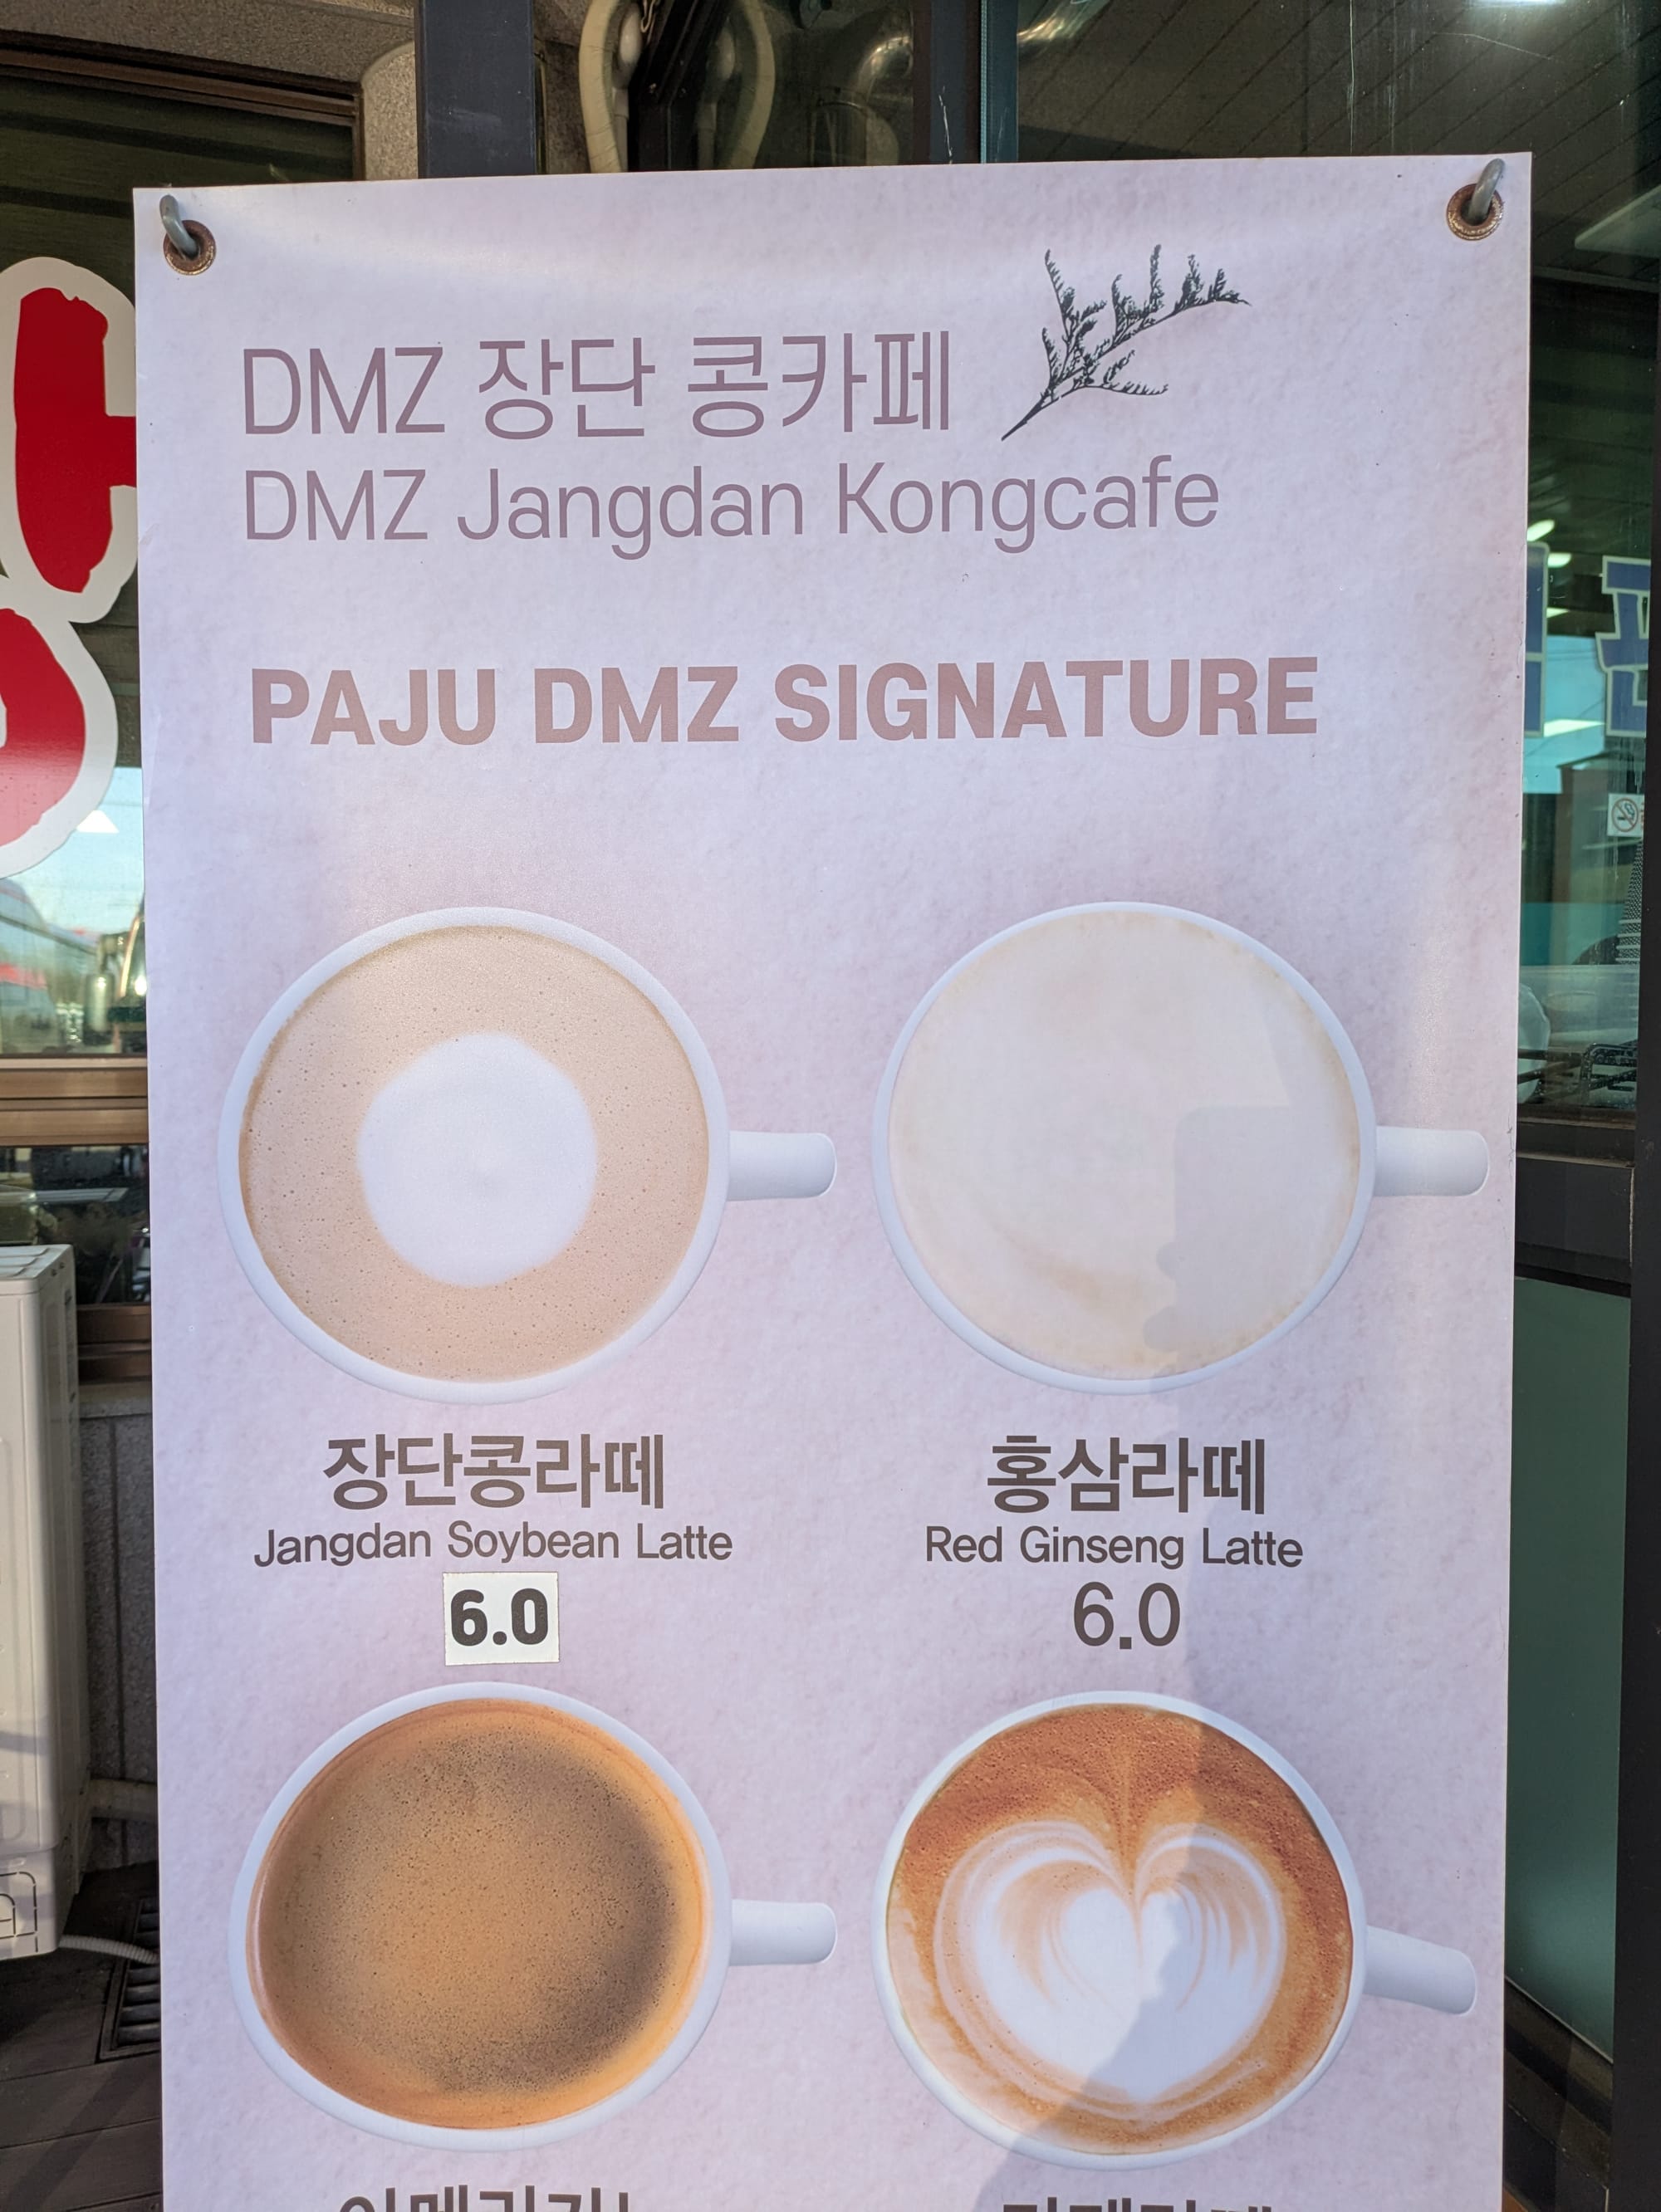 DMZ 장단 콩카페
DMZ Jangdan Kongcafe
PAJU DMZ SIGNATURE
장단콩라떼
Jangdan Soybean Latte
6.0
홍삼라떼
Red Ginseng Latte
6.0